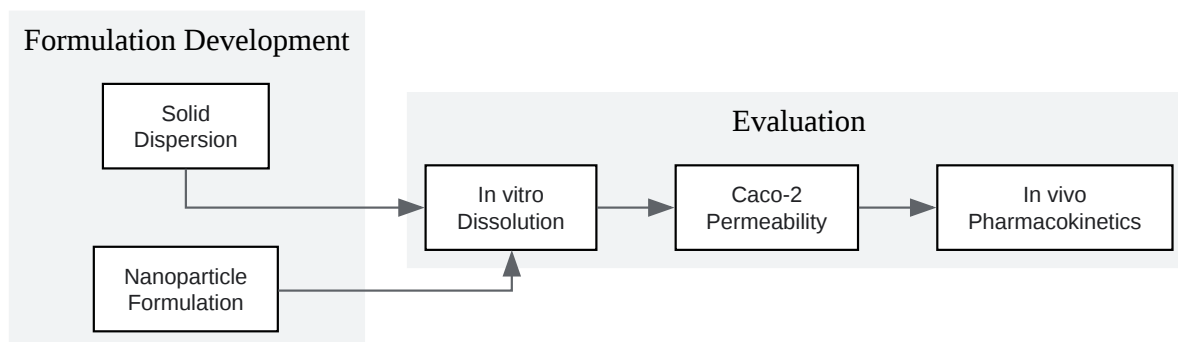 Formulation Development
Solid
Dispersion
Nanoparticle
Formulation
Evaluation
In vitro
Dissolution
Caco-2
Permeability
In vivo
Pharmacokinetics